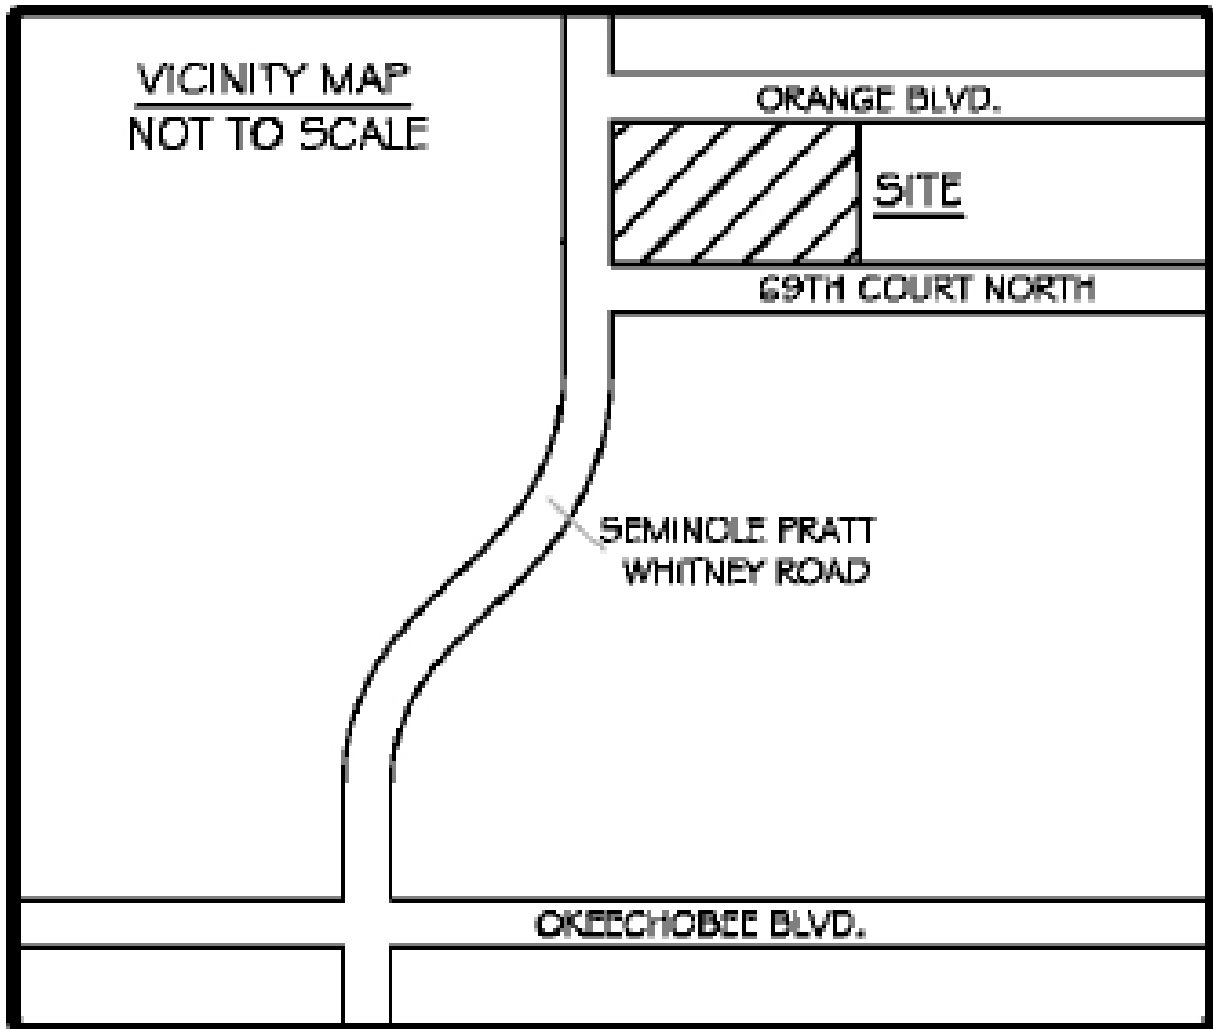 VICINITY MAP
NOT TO SCALE
ORANGE BLVD.
SITE
69TH COURT NORTH
SEMINOLE PRATT
WHITNEY ROAD
OKEECHOBEE BLVD.